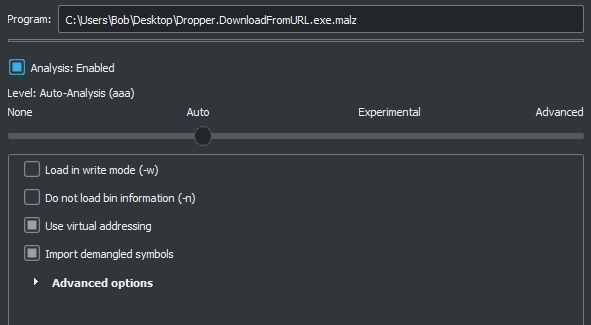 Program: C:\Users\Bob\Desktop\Dropper.DownloadFromURL.exe.malz
Analysis: Enabled
Level: Auto-Analysis (aaa)
None Auto Experimental Advanced
Load in write mode (-w)
Do not load bin information (-n)
Use virtual addressing
Import demangled symbols
Advanced options